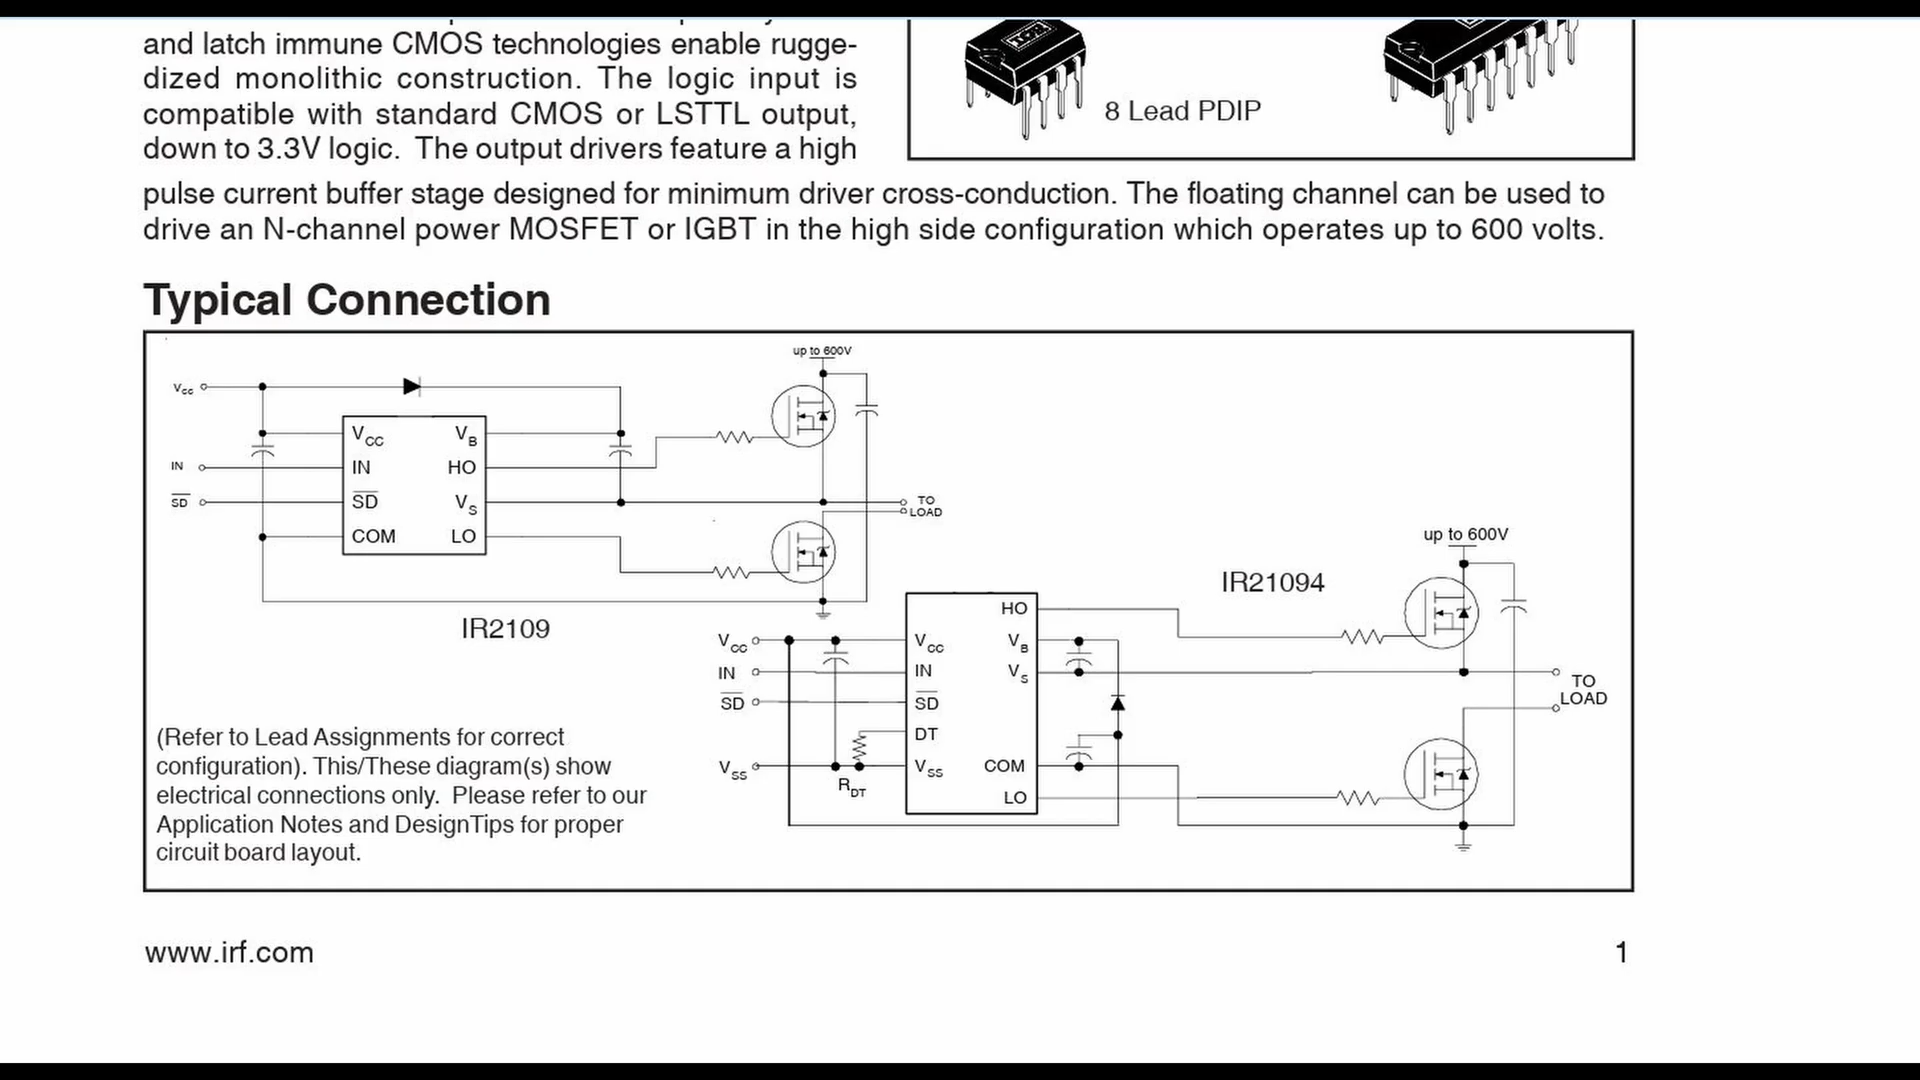 and latch immune CMOS technologies enable rugge-
dized monolithic construction. The logic input is
compatible with standard CMOS or LSTTL output,
down to 3.3V logic. The output drivers feature a high
pulse current buffer stage designed for minimum driver cross-conduction. The floating channel can be used to
drive an N-channel power MOSFET or IGBT in the high side configuration which operates up to 600 volts.
8 Lead PDIP
Typical Connection
up to 600V
VCC
VCC VB
IN
IN HO
SD
SD VS
COM LO
TO
LOAD
IR2109
up to 600V
IR21094
HO
VCC
VCC VB
IN
IN VS
SD
SD
DT
VSS
VSS COM
RDT
LO
TO
LOAD
(Refer to Lead Assignments for correct
configuration). This/These diagram(s) show
electrical connections only. Please refer to our
Application Notes and DesignTips for proper
circuit board layout.
www.irf.com
1